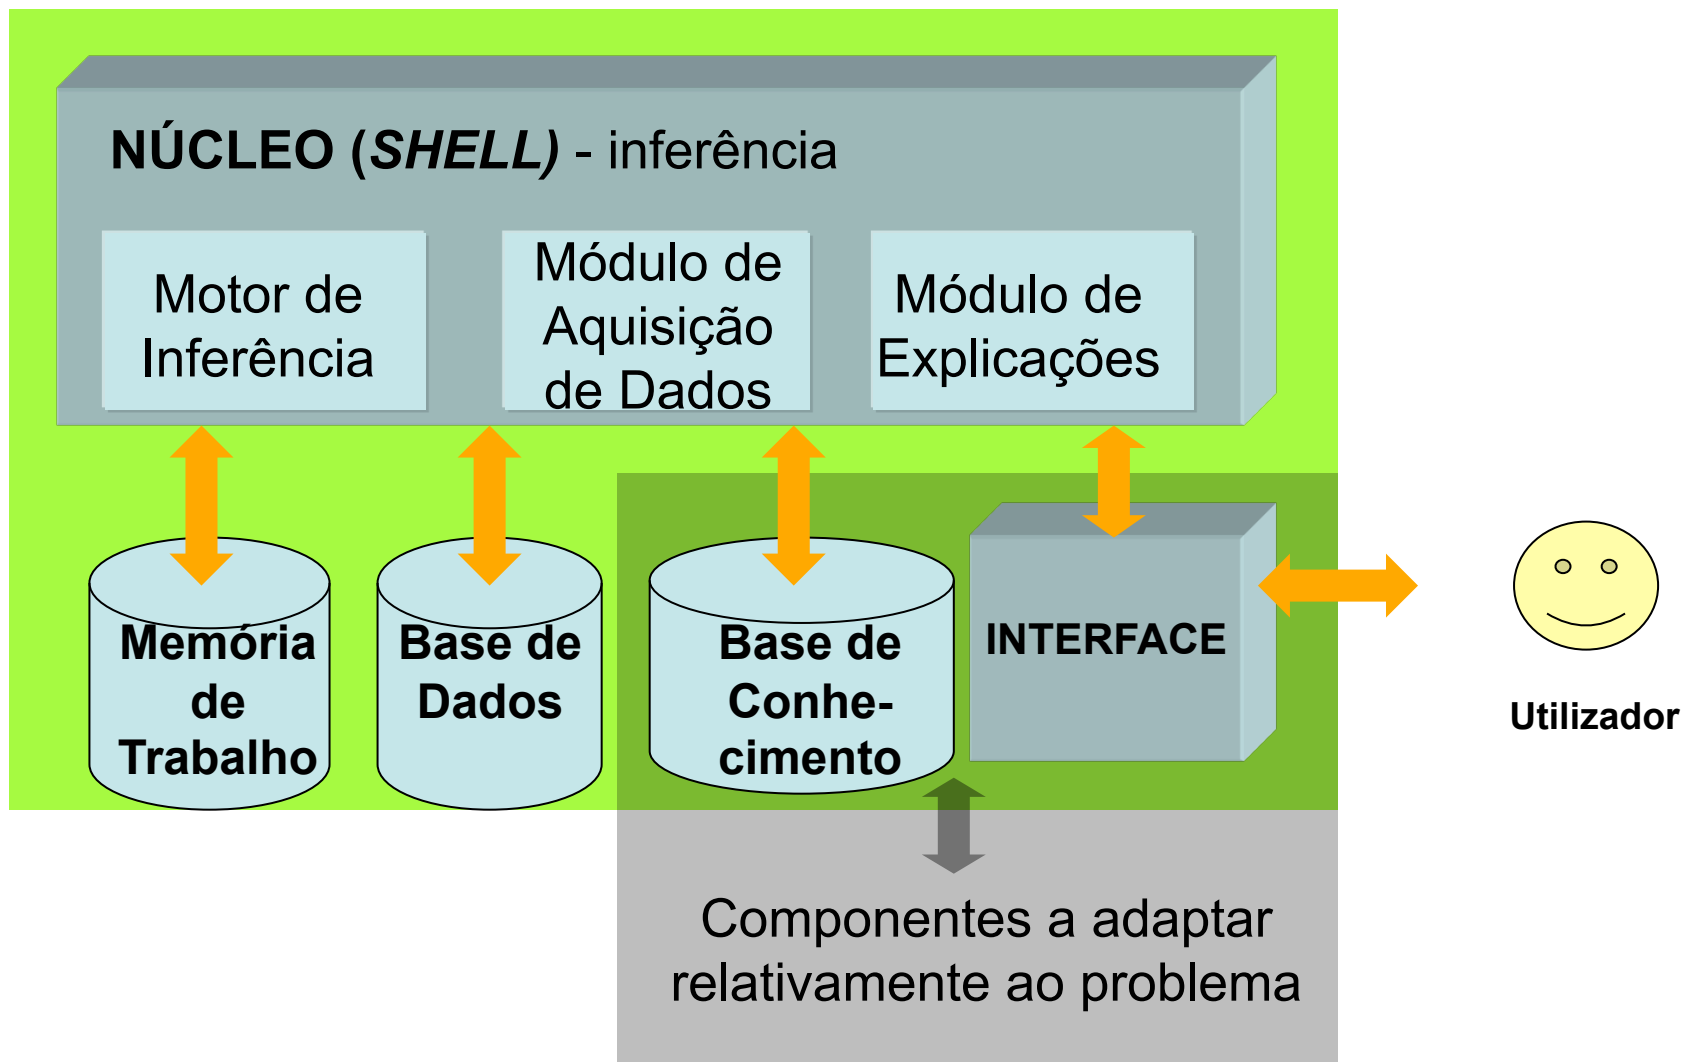 NÚCLEO (SHELL) - inferência
Motor de
Inferência
Módulo de
Aquisição
de Dados
Módulo de
Explicações
Memória
de
Trabalho
Base de
Dados
Base de
Conhe-
cimento
INTERFACE
Utilizador
Componentes a adaptar
relativamente ao problema